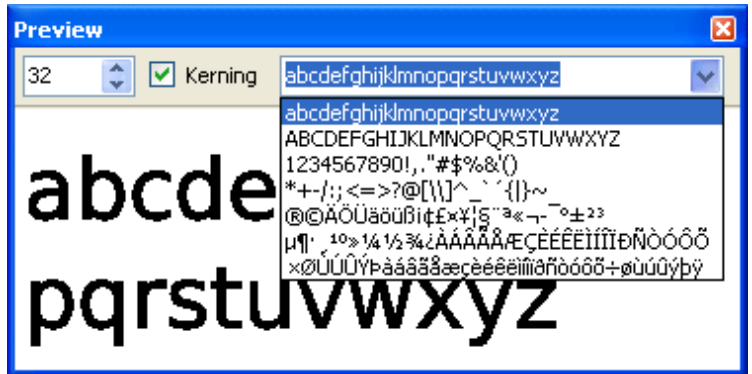 Preview
32 Kerning abcdefghijklmnopqrstuvwxyz
abcdefghijklmnopqrstuvwxyz
ABCDEFGHIJKLMNOPQRSTUVWXYZ
1234567890!,."#$%&'()
*+-/:;<=>?@[\\]^_`´{|}~
®©ÄÖÜäöüßi¢£¤¥¦§¨ª«¬-¯°±²³
µ¶·¸¹º»¼½¾¿ÀÁÂÃÅÆÇÈÉÊËÌÍÎÏÐÑÒÓÔÕ
×ØÙÚÛÝÞàáâãåæçèéêëìíîïðñòóôõ÷øùúûýþÿ
abcde
pqrstuvwxyz